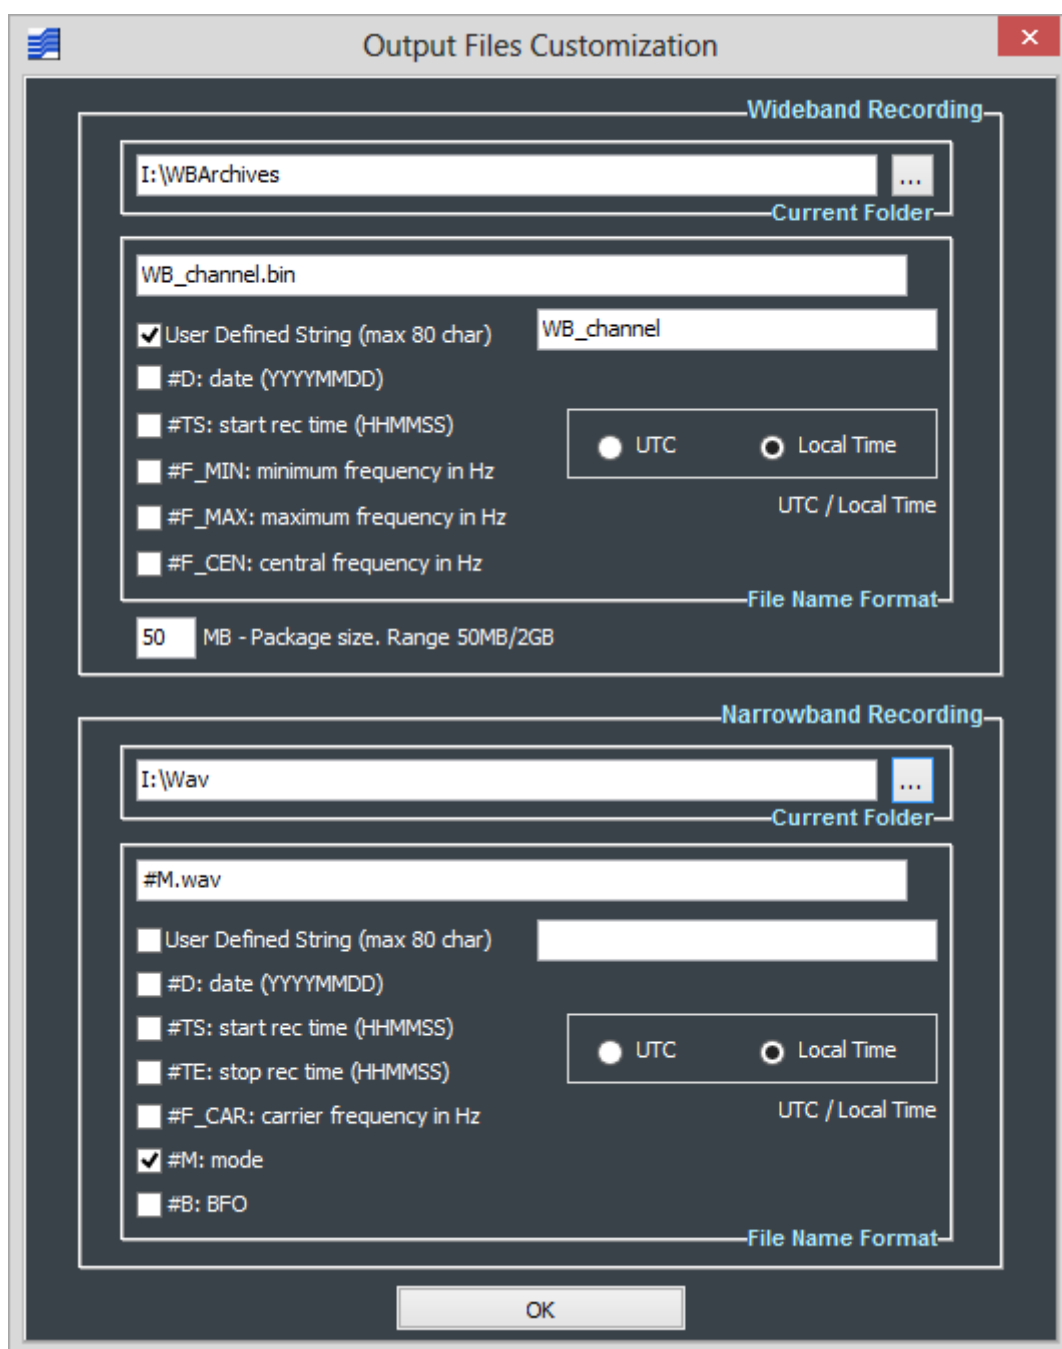 Output Files Customization
Wideband Recording
I:\WBArchives
...
Current Folder
WB_channel.bin
User Defined String (max 80 char)
WB_channel
#D: date (YYYYMMDD)
#TS: start rec time (HHMMSS)
UTC
Local Time
#F_MIN: minimum frequency in Hz
#F_MAX: maximum frequency in Hz
UTC / Local Time
#F_CEN: central frequency in Hz
File Name Format
50
MB - Package size. Range 50MB/2GB
Narrowband Recording
I:\Wav
...
Current Folder
#M.wav
User Defined String (max 80 char)
#D: date (YYYYMMDD)
#TS: start rec time (HHMMSS)
UTC
Local Time
#TE: stop rec time (HHMMSS)
#F_CAR: carrier frequency in Hz
UTC / Local Time
#M: mode
#B: BFO
File Name Format
OK